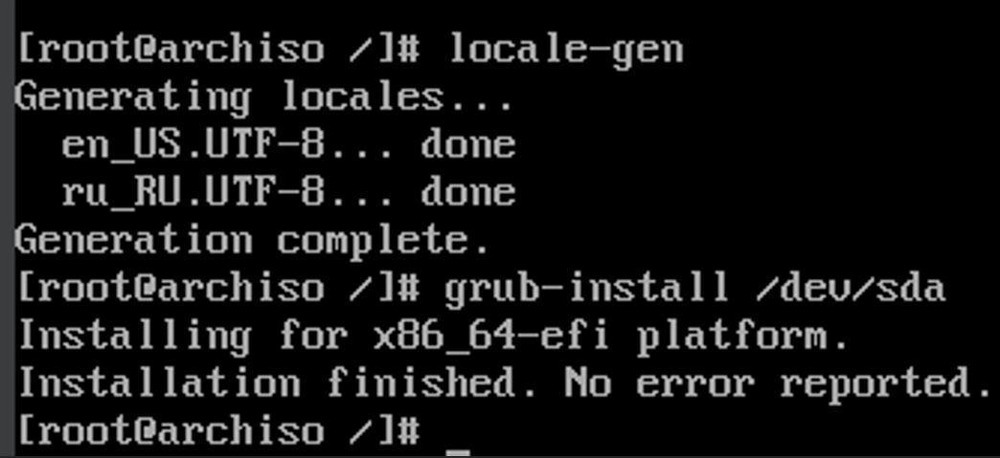 [root@archiso /]# locale-gen
Generating locales...
  en_US.UTF-8... done
  ru_RU.UTF-8... done
Generation complete.
[root@archiso /]# grub-install /dev/sda
Installing for x86_64-efi platform.
Installation finished. No error reported.
[root@archiso /]# _